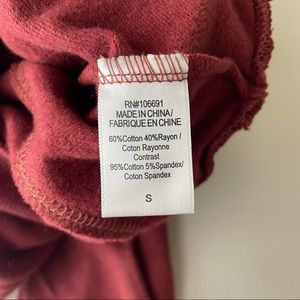 RN#106691
MADE IN CHINA/
FABRIQUE EN CHINE
60%Cotton 40%Rayon/
Coton Rayonne
Contrast
95%Cotton 5%Spandex/
Coton Spandex
S